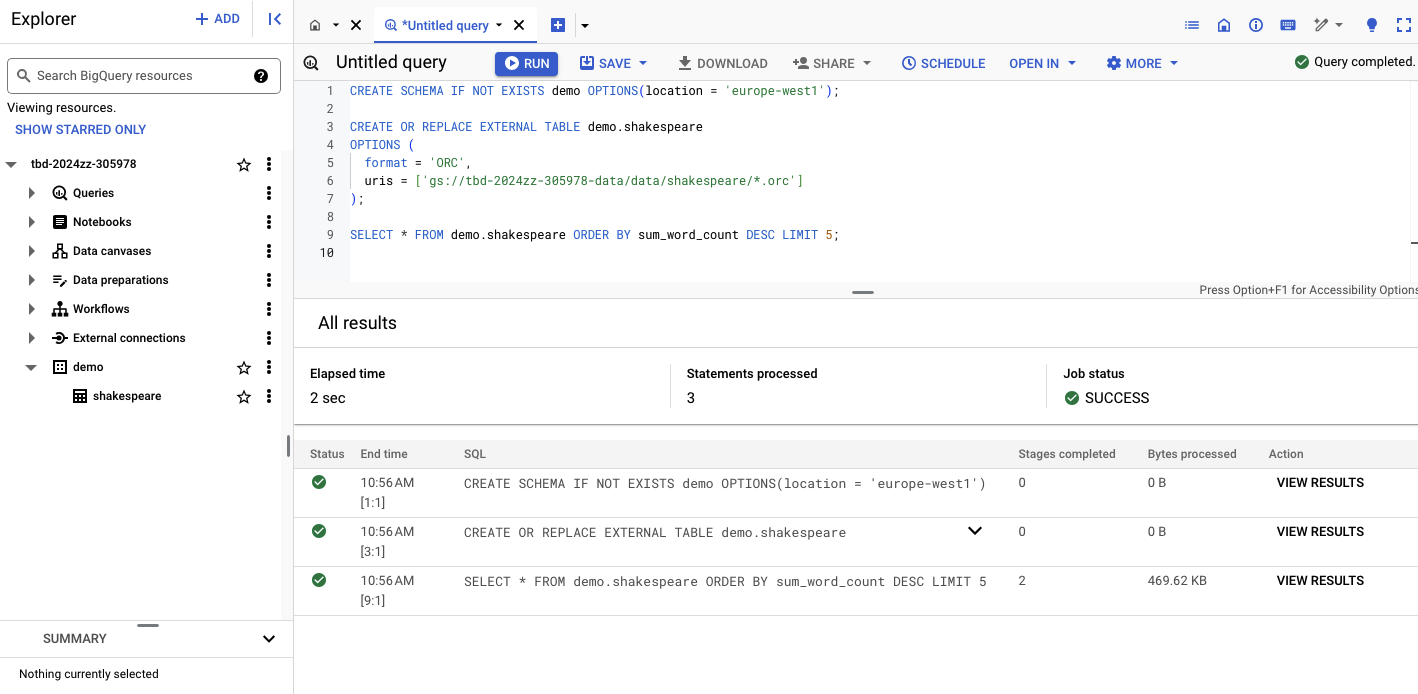 Explorer
+ ADD
*Untitled query
Search BigQuery resources
Viewing resources.
SHOW STARRED ONLY
tbd-2024zz-305978
Queries
Notebooks
Data canvases
Data preparations
Workflows
External connections
demo
shakespeare
SUMMARY
Nothing currently selected
Untitled query
RUN
SAVE
DOWNLOAD
SHARE
SCHEDULE
OPEN IN
MORE
Query completed.
1 CREATE SCHEMA IF NOT EXISTS demo OPTIONS(location = 'europe-west1');
2
3 CREATE OR REPLACE EXTERNAL TABLE demo.shakespeare
4 OPTIONS (
5 format = 'ORC',
6 uris = ['gs://tbd-2024zz-305978-data/data/shakespeare/*.orc']
7 );
8
9 SELECT * FROM demo.shakespeare ORDER BY sum_word_count DESC LIMIT 5;
10
Press Option+F1 for Accessibility Options
All results
Elapsed time
2 sec
Statements processed
3
Job status
SUCCESS
Status End time SQL Stages completed Bytes processed Action
10:56 AM CREATE SCHEMA IF NOT EXISTS demo OPTIONS(location = 'europe-west1') 0 0 B VIEW RESULTS
[1:1]
10:56 AM CREATE OR REPLACE EXTERNAL TABLE demo.shakespeare 0 0 B VIEW RESULTS
[3:1]
10:56 AM SELECT * FROM demo.shakespeare ORDER BY sum_word_count DESC LIMIT 5 2 469.62 KB VIEW RESULTS
[9:1]